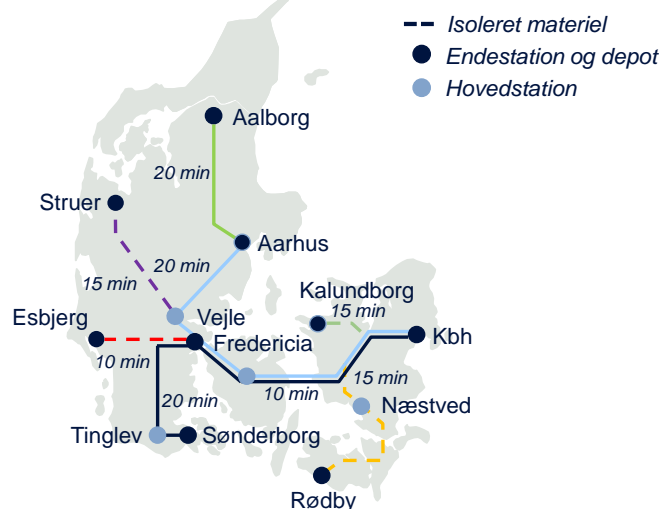 Isoleret materiel
Endestation og depot
Hovedstation
Aalborg
20 min
Struer
Aarhus
20 min
15 min
Kalundborg
15 min
Esbjerg
Vejle
Fredericia
Kbh
10 min
15 min
10 min
20 min
Næstved
Tinglev
Sønderborg
Rødby